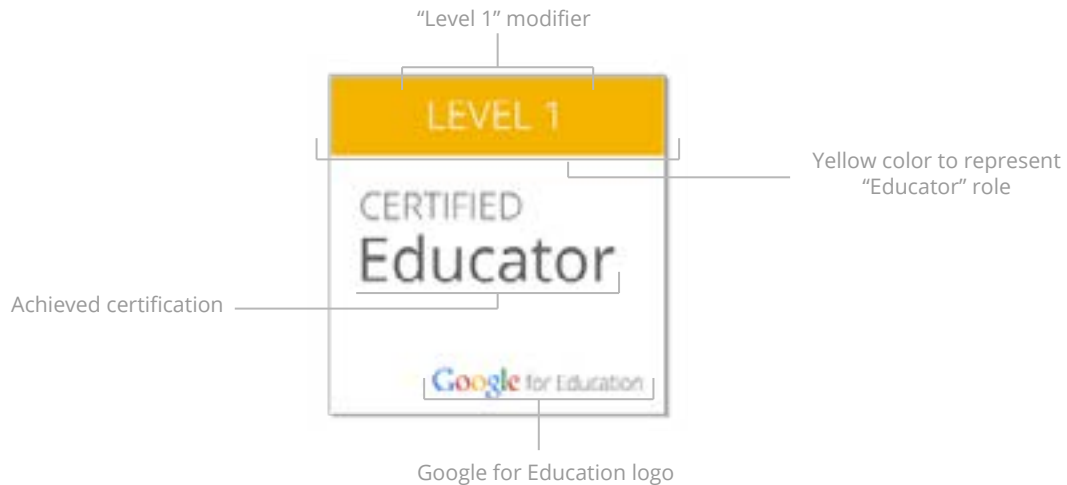 “Level 1” modifier
LEVEL 1
Yellow color to represent
“Educator” role
CERTIFIED
Educator
Achieved certification
Google for Education
Google for Education logo